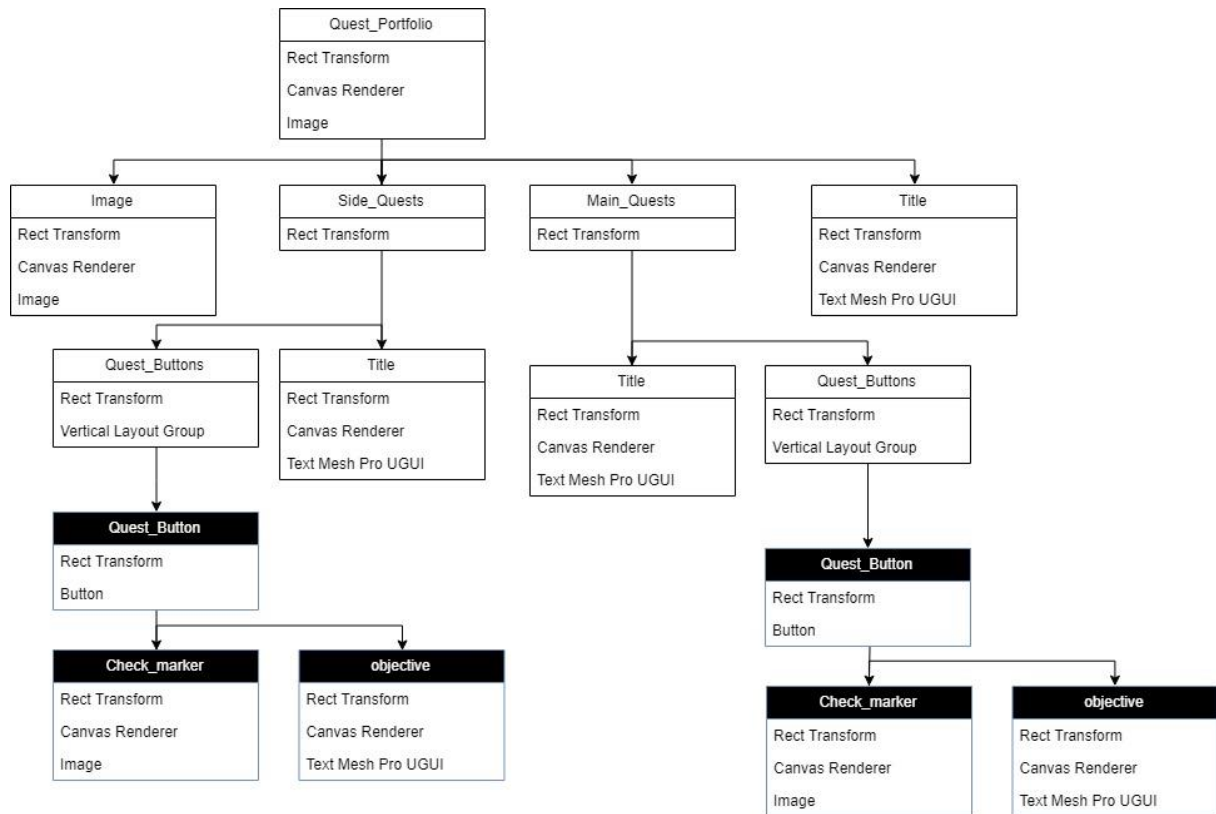 Quest_Portfolio
Rect Transform
Canvas Renderer
Image
Image
Rect Transform
Canvas Renderer
Image
Side_Quests
Rect Transform
Main_Quests
Rect Transform
Title
Rect Transform
Canvas Renderer
Text Mesh Pro UGUI
Quest_Buttons
Rect Transform
Vertical Layout Group
Title
Rect Transform
Canvas Renderer
Text Mesh Pro UGUI
Title
Rect Transform
Canvas Renderer
Text Mesh Pro UGUI
Quest_Buttons
Rect Transform
Vertical Layout Group
Quest_Button
Rect Transform
Button
Quest_Button
Rect Transform
Button
Check_marker
Rect Transform
Canvas Renderer
Image
objective
Rect Transform
Canvas Renderer
Text Mesh Pro UGUI
Check_marker
Rect Transform
Canvas Renderer
Image
objective
Rect Transform
Canvas Renderer
Text Mesh Pro UGUI